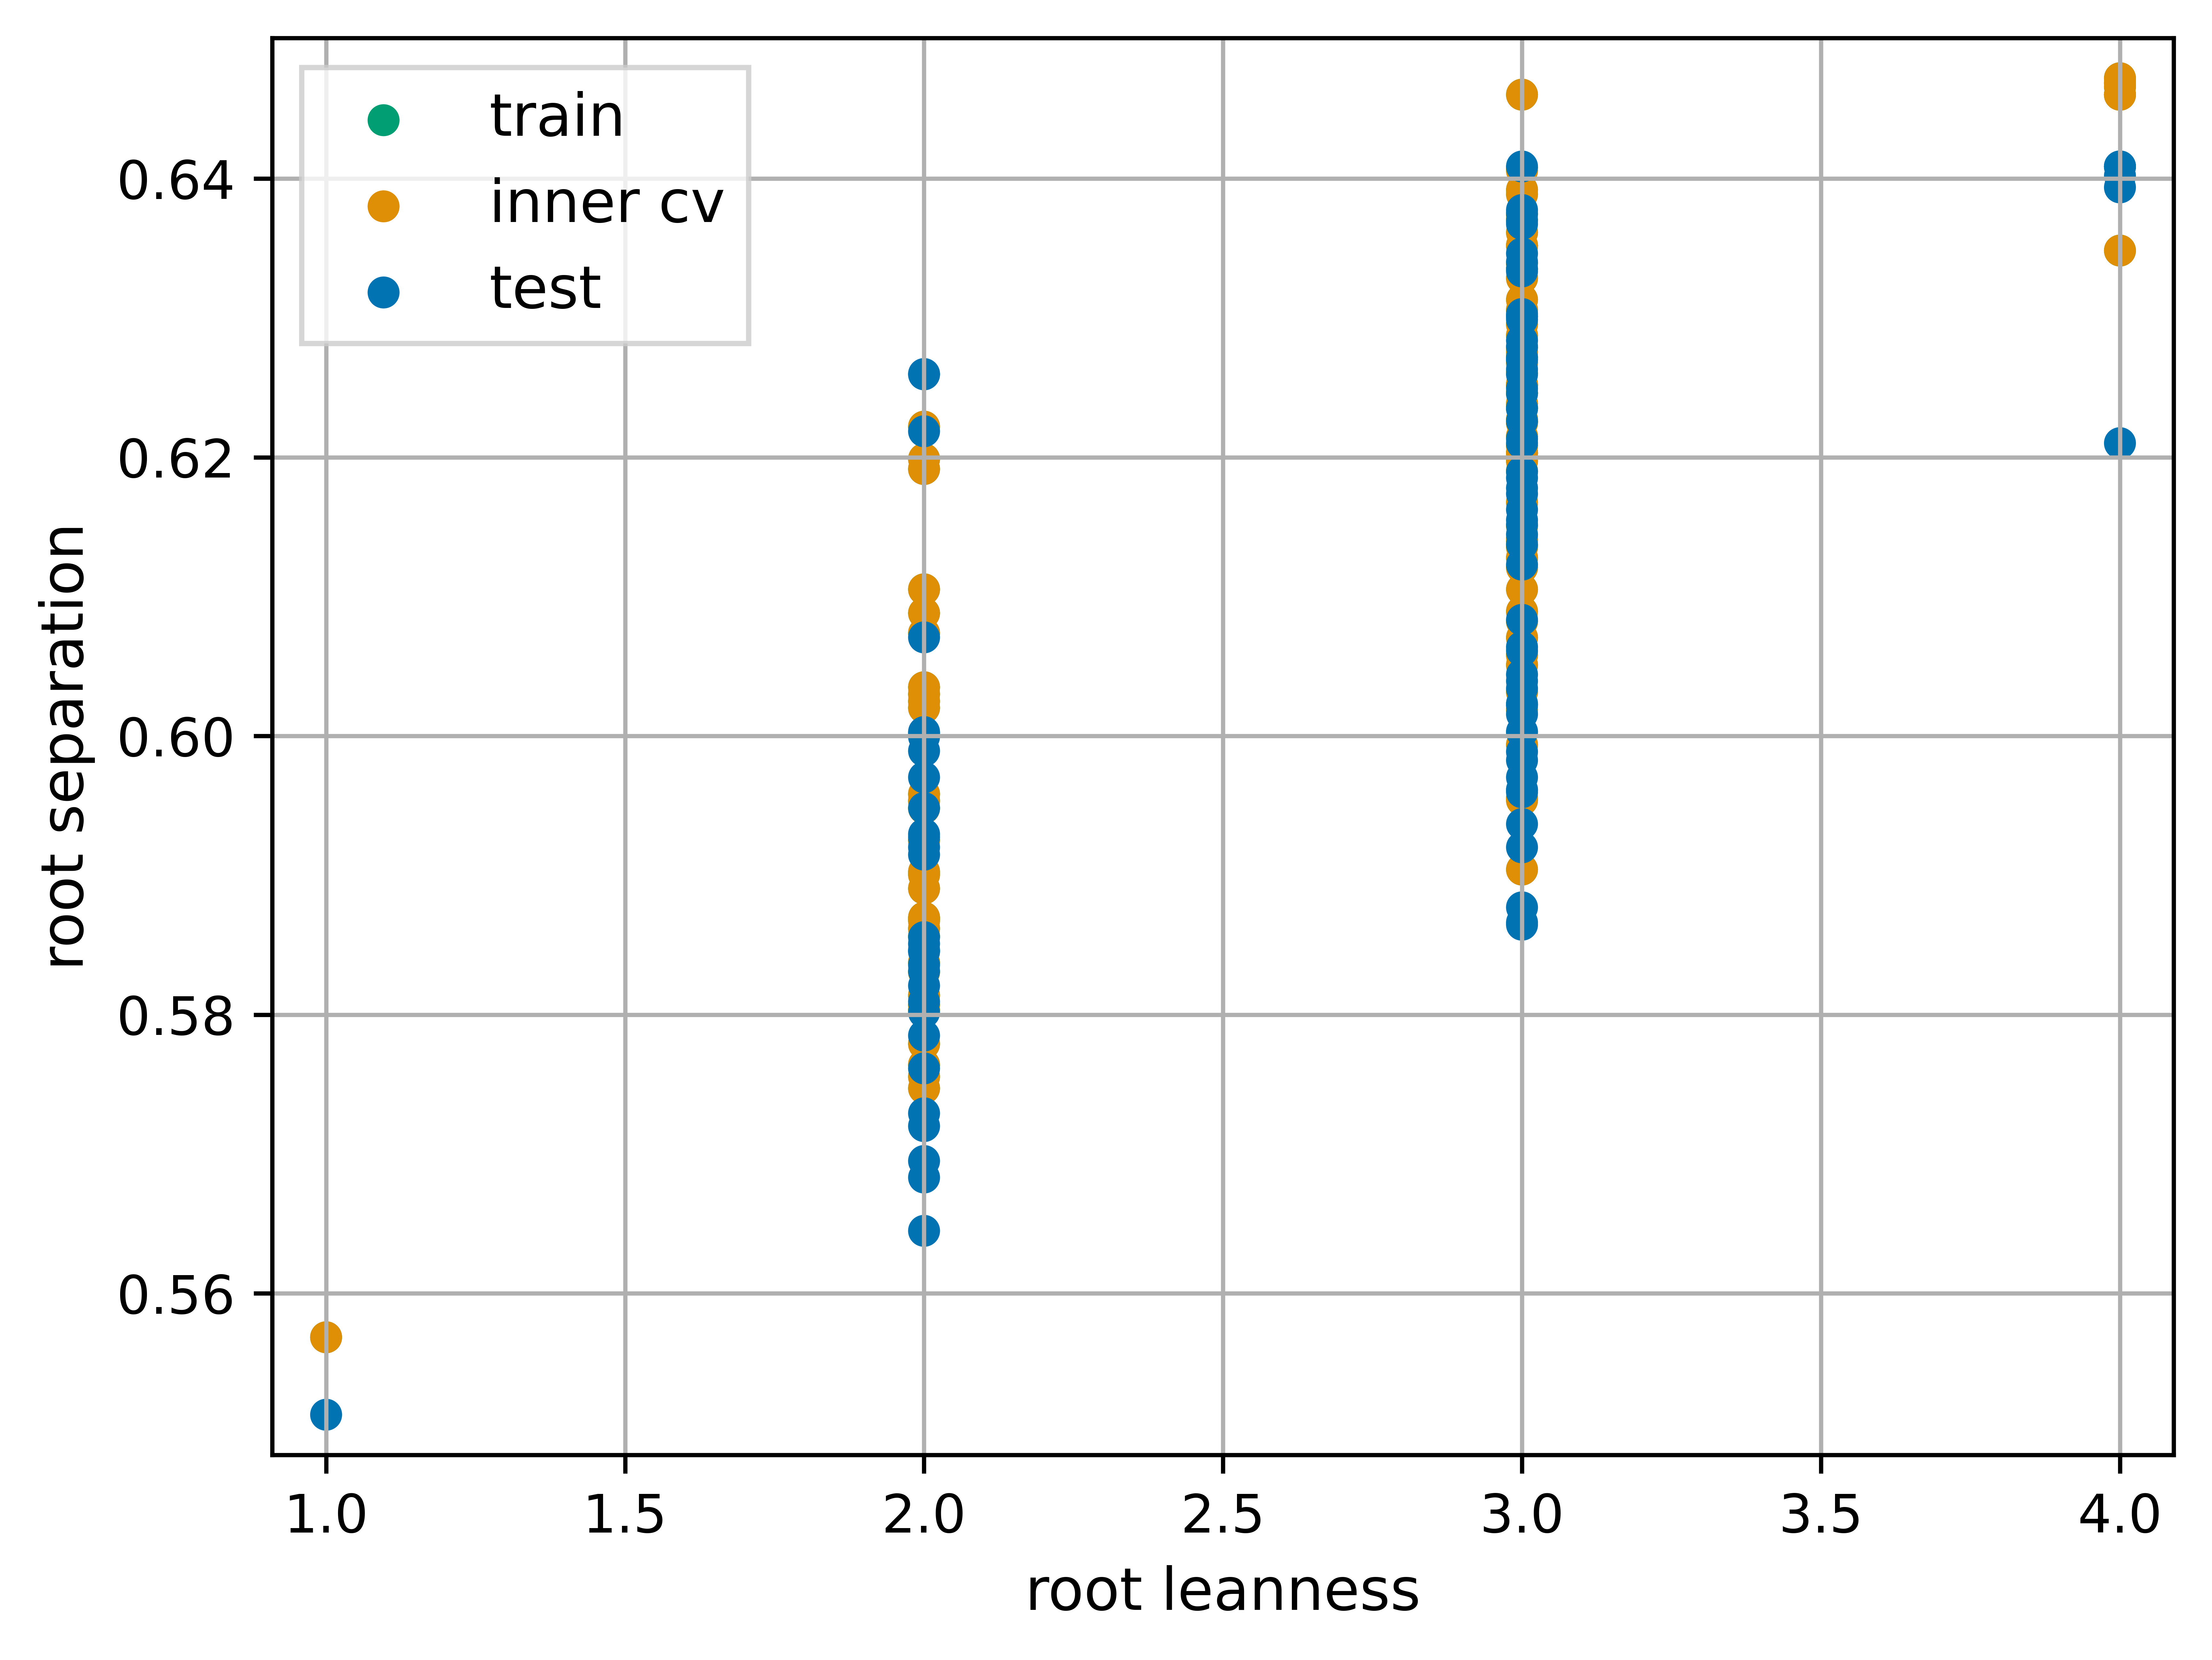 train
inner cv
test
0.64
0.62
0.60
0.58
0.56
root separation
1.0 1.5 2.0 2.5 3.0 3.5 4.0
root leanness